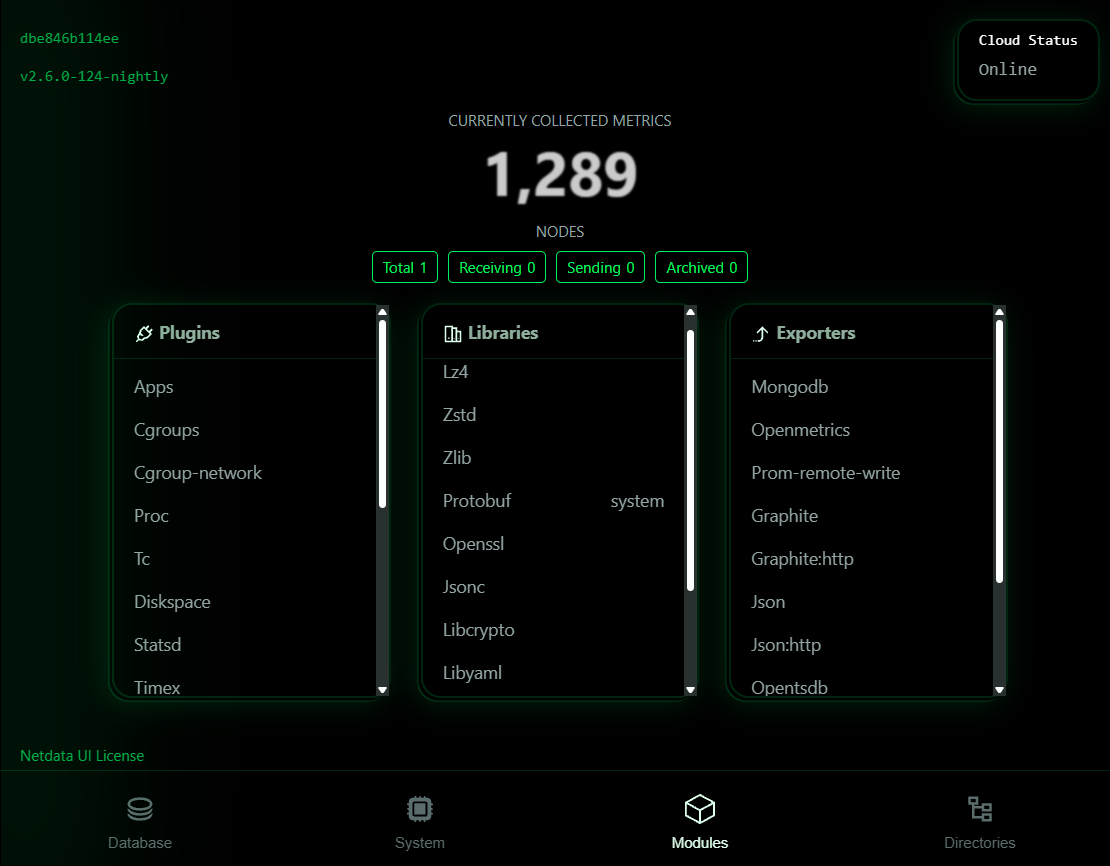 dbe846b114ee
v2.6.0-124-nightly
Cloud Status
Online
CURRENTLY COLLECTED METRICS
1,289
NODES
Total 1
Receiving 0
Sending 0
Archived 0
Plugins
Apps
Cgroups
Cgroup-network
Proc
Tc
Diskspace
Statsd
Timex
Libraries
Lz4
Zstd
Zlib
Protobuf system
Openssl
Jsonc
Libcrypto
Libyaml
Exporters
Mongodb
Openmetrics
Prom-remote-write
Graphite
Graphite:http
Json
Json:http
Opentsdb
Netdata UI License
Database
System
Modules
Directories